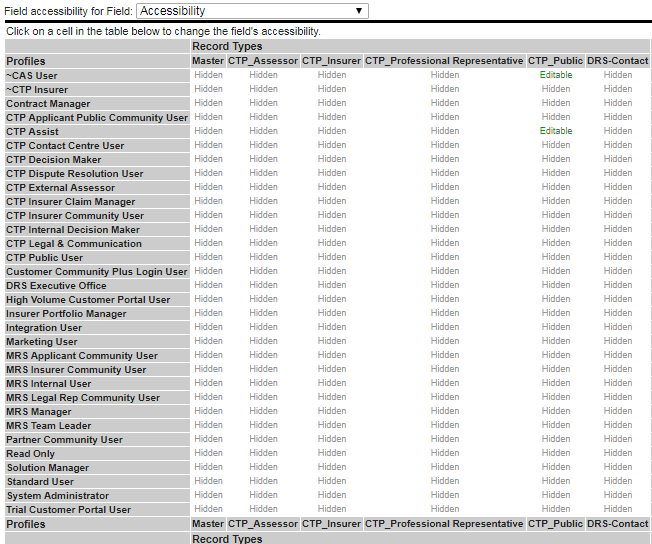 Field accessibility for Field: Accessibility
Click on a cell in the table below to change the field's accessibility.
Record Types
Profiles Master CTP_Assessor CTP_Insurer CTP_Professional Representative CTP_Public DRS-Contact
~CAS User Hidden Hidden Hidden Hidden Editable Hidden
~CTP Insurer Hidden Hidden Hidden Hidden Hidden Hidden
Contract Manager Hidden Hidden Hidden Hidden Hidden Hidden
CTP Applicant Public Community User Hidden Hidden Hidden Hidden Hidden Hidden
CTP Assist Hidden Hidden Hidden Hidden Editable Hidden
CTP Contact Centre User Hidden Hidden Hidden Hidden Hidden Hidden
CTP Decision Maker Hidden Hidden Hidden Hidden Hidden Hidden
CTP Dispute Resolution User Hidden Hidden Hidden Hidden Hidden Hidden
CTP External Assessor Hidden Hidden Hidden Hidden Hidden Hidden
CTP Insurer Claim Manager Hidden Hidden Hidden Hidden Hidden Hidden
CTP Insurer Community User Hidden Hidden Hidden Hidden Hidden Hidden
CTP Internal Decision Maker Hidden Hidden Hidden Hidden Hidden Hidden
CTP Legal & Communication Hidden Hidden Hidden Hidden Hidden Hidden
CTP Public User Hidden Hidden Hidden Hidden Hidden Hidden
Customer Community Plus Login User Hidden Hidden Hidden Hidden Hidden Hidden
DRS Executive Office Hidden Hidden Hidden Hidden Hidden Hidden
High Volume Customer Portal User Hidden Hidden Hidden Hidden Hidden Hidden
Insurer Portfolio Manager Hidden Hidden Hidden Hidden Hidden Hidden
Integration User Hidden Hidden Hidden Hidden Hidden Hidden
Marketing User Hidden Hidden Hidden Hidden Hidden Hidden
MRS Applicant Community User Hidden Hidden Hidden Hidden Hidden Hidden
MRS Insurer Community User Hidden Hidden Hidden Hidden Hidden Hidden
MRS Internal User Hidden Hidden Hidden Hidden Hidden Hidden
MRS Legal Rep Community User Hidden Hidden Hidden Hidden Hidden Hidden
MRS Manager Hidden Hidden Hidden Hidden Hidden Hidden
MRS Team Leader Hidden Hidden Hidden Hidden Hidden Hidden
Partner Community User Hidden Hidden Hidden Hidden Hidden Hidden
Read Only Hidden Hidden Hidden Hidden Hidden Hidden
Solution Manager Hidden Hidden Hidden Hidden Hidden Hidden
Standard User Hidden Hidden Hidden Hidden Hidden Hidden
System Administrator Hidden Hidden Hidden Hidden Hidden Hidden
Trial Customer Portal User Hidden Hidden Hidden Hidden Hidden Hidden
Profiles Master CTP_Assessor CTP_Insurer CTP_Professional Representative CTP_Public DRS-Contact
Record Types